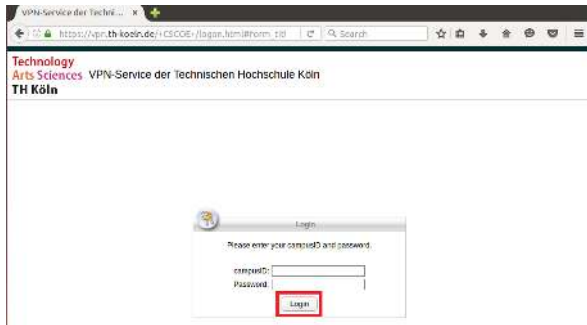 VPN-Service der Techni... ×
https://vpn.th-koeln.de/+CSCOE+/logon.html#form_tit Search
Technology
Arts Sciences VPN-Service der Technischen Hochschule Köln
TH Köln
Login
Please enter your campusID and password.
campusID:
Password:
Login